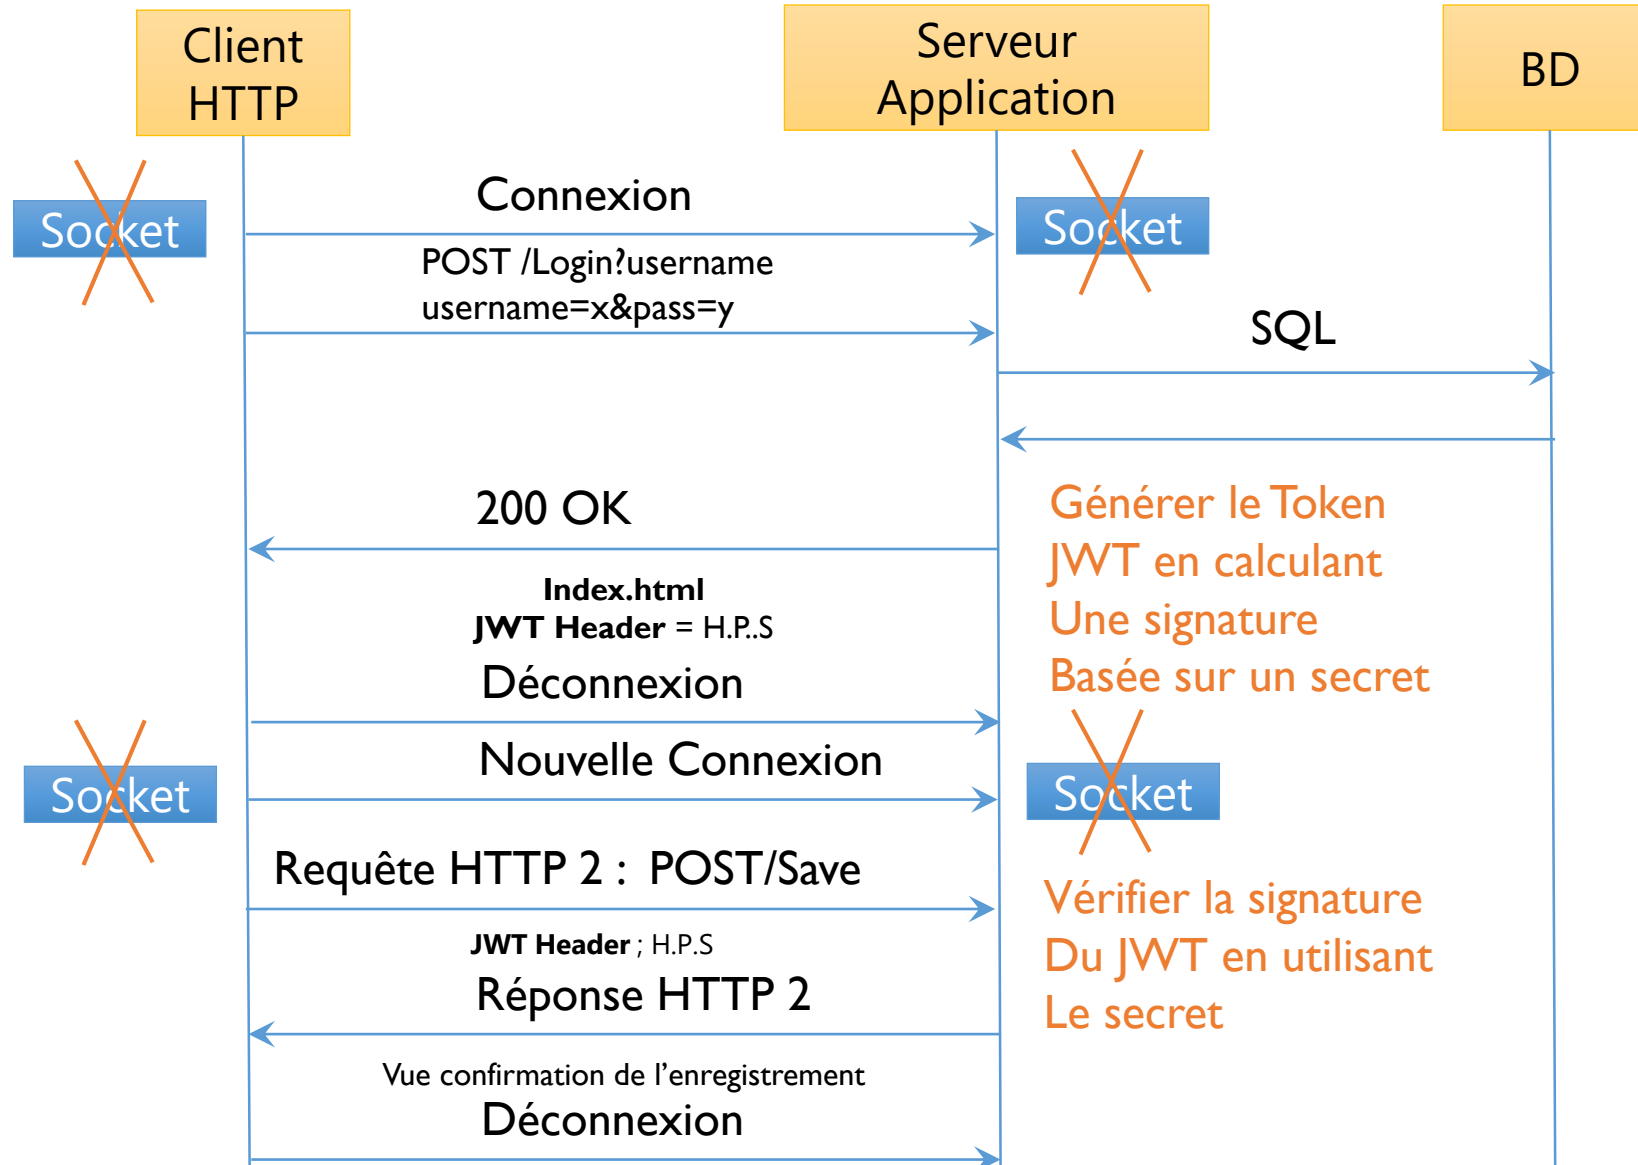 Client
HTTP
Serveur
Application
BD
Socket
Connexion
Socket
POST /Login?username
username=x&pass=y
SQL
200 OK
Index.html
JWT Header = H.P..S
Générer le Token
JWT en calculant
Une signature
Basée sur un secret
Déconnexion
Nouvelle Connexion
Socket
Socket
Requête HTTP 2 : POST/Save
JWT Header ; H.P.S
Réponse HTTP 2
Vérifier la signature
Du JWT en utilisant
Le secret
Vue confirmation de l’enregistrement
Déconnexion